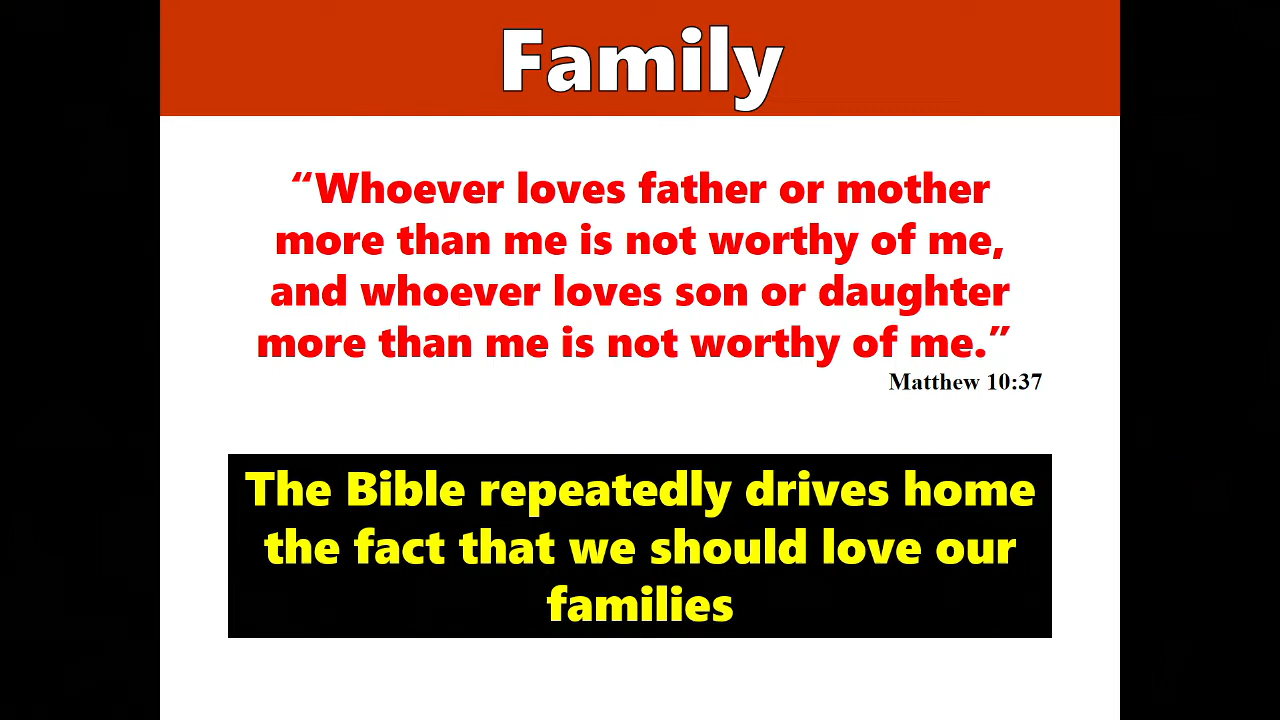 Family
“Whoever loves father or mother
more than me is not worthy of me,
and whoever loves son or daughter
more than me is not worthy of me.”
Matthew 10:37
The Bible repeatedly drives home
the fact that we should love our
families